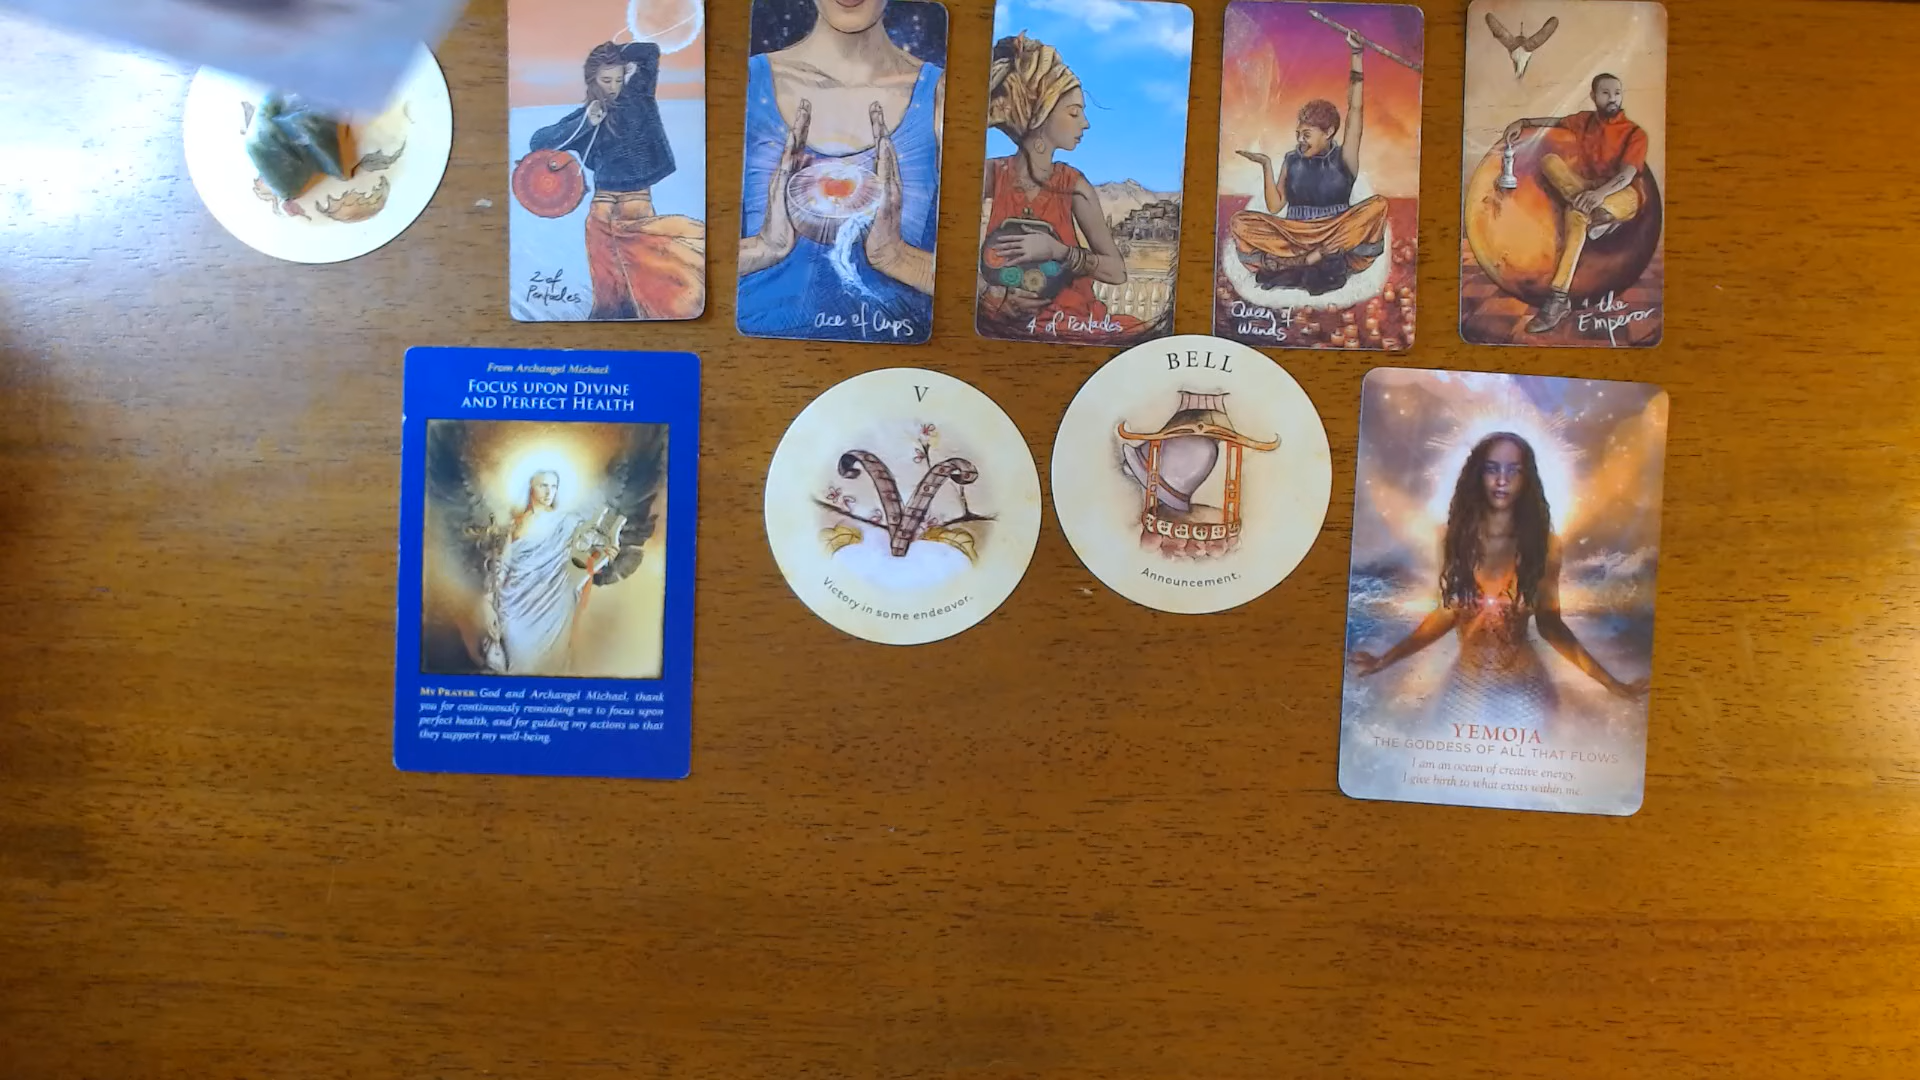 2 of
Pentacles
ace of Cups
4 of Pentacles
Queen of
Wands
4 the
Emperor
From Archangel Michael
FOCUS UPON DIVINE
AND PERFECT HEALTH
MY PRAYER: God and Archangel Michael, thank
you for continuously reminding me to focus upon
perfect health, and for guiding my actions so that
they support my well-being.
V
Victory in some endeavor.
BELL
Announcement.
YEMOJA
THE GODDESS OF ALL THAT FLOWS
I am an ocean of creative energy.
I give birth to what exists within me.